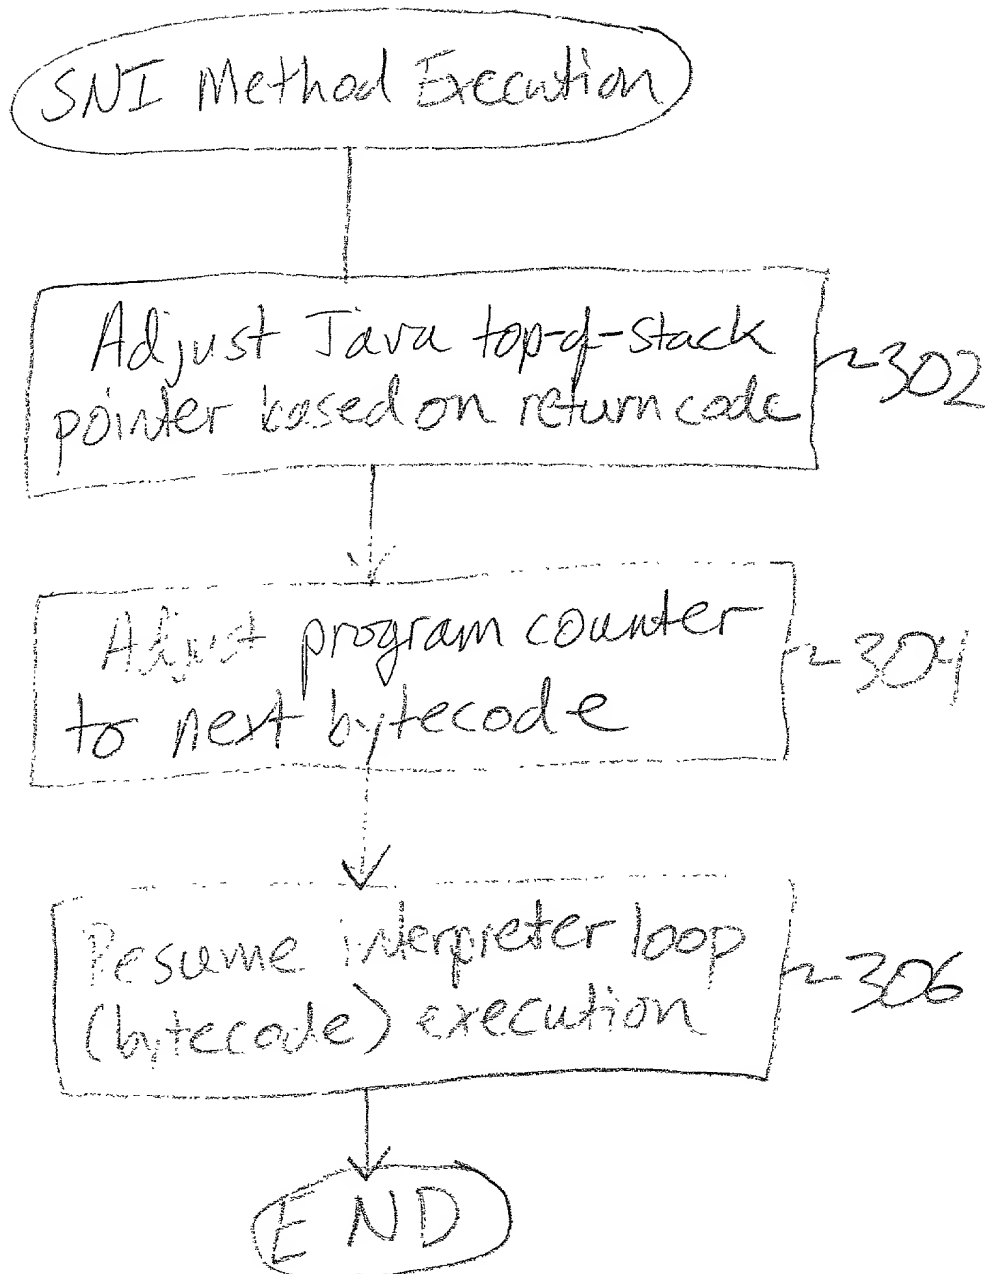 SNI Method Execution
Adjust Java top-of-stack
pointer based on return code
302
Adjust program counter
to next bytecode
304
Resume interpreter loop
(bytecode) execution
306
END